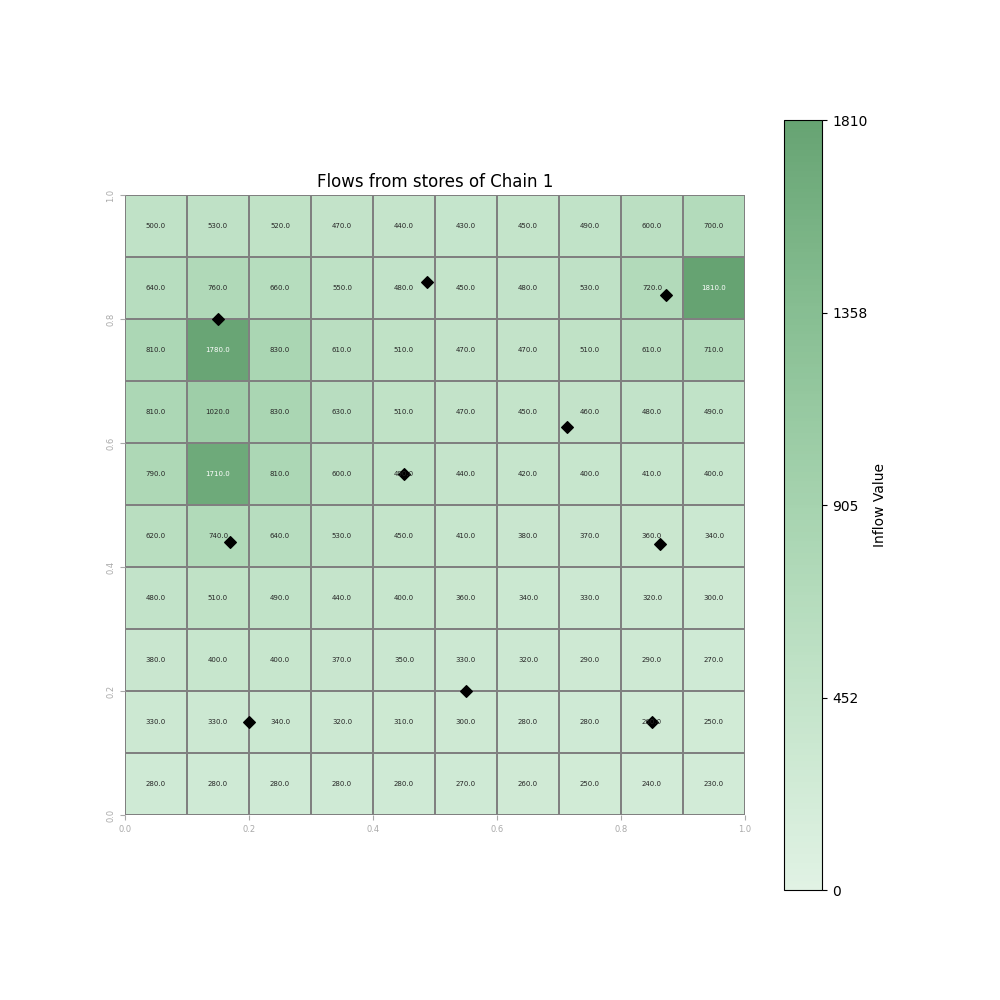 Flows from stores of Chain 1
1.0
500.0 530.0 520.0 470.0 440.0 430.0 450.0 490.0 600.0 700.0
640.0 760.0 660.0 550.0 480.0 450.0 480.0 530.0 720.0 1810.0
0.8
810.0 1780.0 830.0 610.0 510.0 470.0 470.0 510.0 610.0 710.0
810.0 1020.0 830.0 630.0 510.0 470.0 450.0 460.0 480.0 490.0
0.6
790.0 1710.0 810.0 600.0 440.0 420.0 400.0 410.0 400.0
620.0 740.0 640.0 530.0 450.0 410.0 380.0 370.0 360.0 340.0
0.4
480.0 510.0 490.0 440.0 400.0 360.0 340.0 330.0 320.0 300.0
380.0 400.0 400.0 370.0 350.0 330.0 320.0 290.0 290.0 270.0
0.2
330.0 330.0 340.0 320.0 310.0 300.0 280.0 280.0 250.0
280.0 280.0 280.0 280.0 280.0 270.0 260.0 250.0 240.0 230.0
0.0
0.0 0.2 0.4 0.6 0.8 1.0
1810
1358
905
452
0
Inflow Value